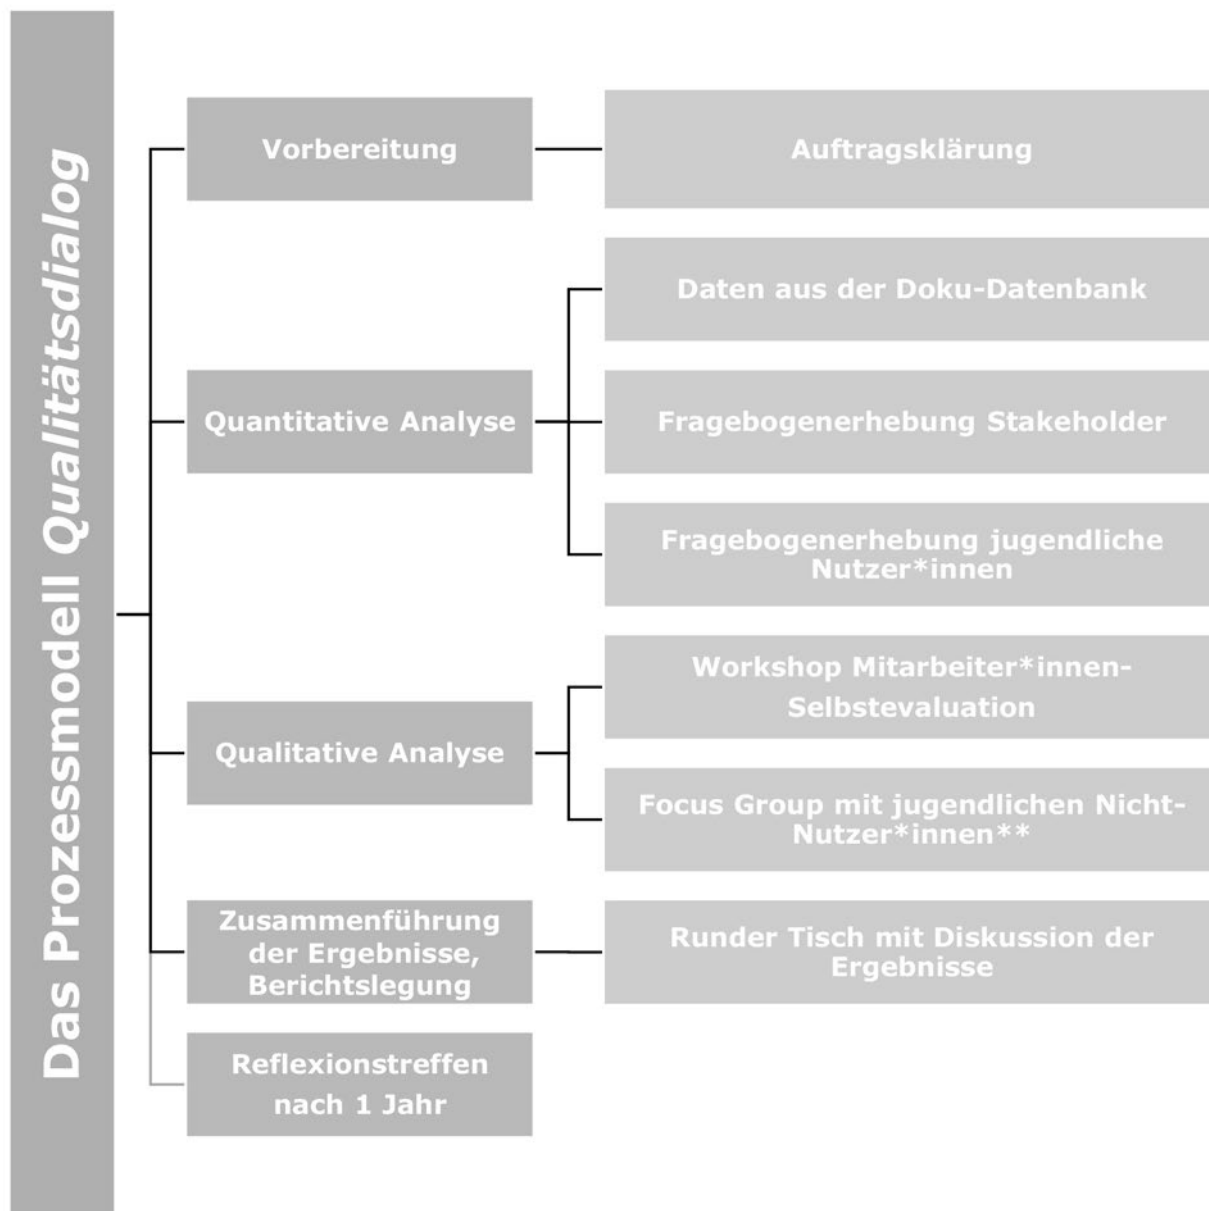 Das Prozessmodell Qualitätsdialog
Vorbereitung
Auftragsklärung
Quantitative Analyse
Daten aus der Doku-Datenbank
Fragebogenerhebung Stakeholder
Fragebogenerhebung jugendliche
Nutzer*innen
Qualitative Analyse
Workshop Mitarbeiter*innen-
Selbstevaluation
Focus Group mit jugendlichen Nicht-
Nutzer*innen**
Zusammenführung
der Ergebnisse,
Berichtslegung
Runder Tisch mit Diskussion der
Ergebnisse
Reflexionstreffen
nach 1 Jahr